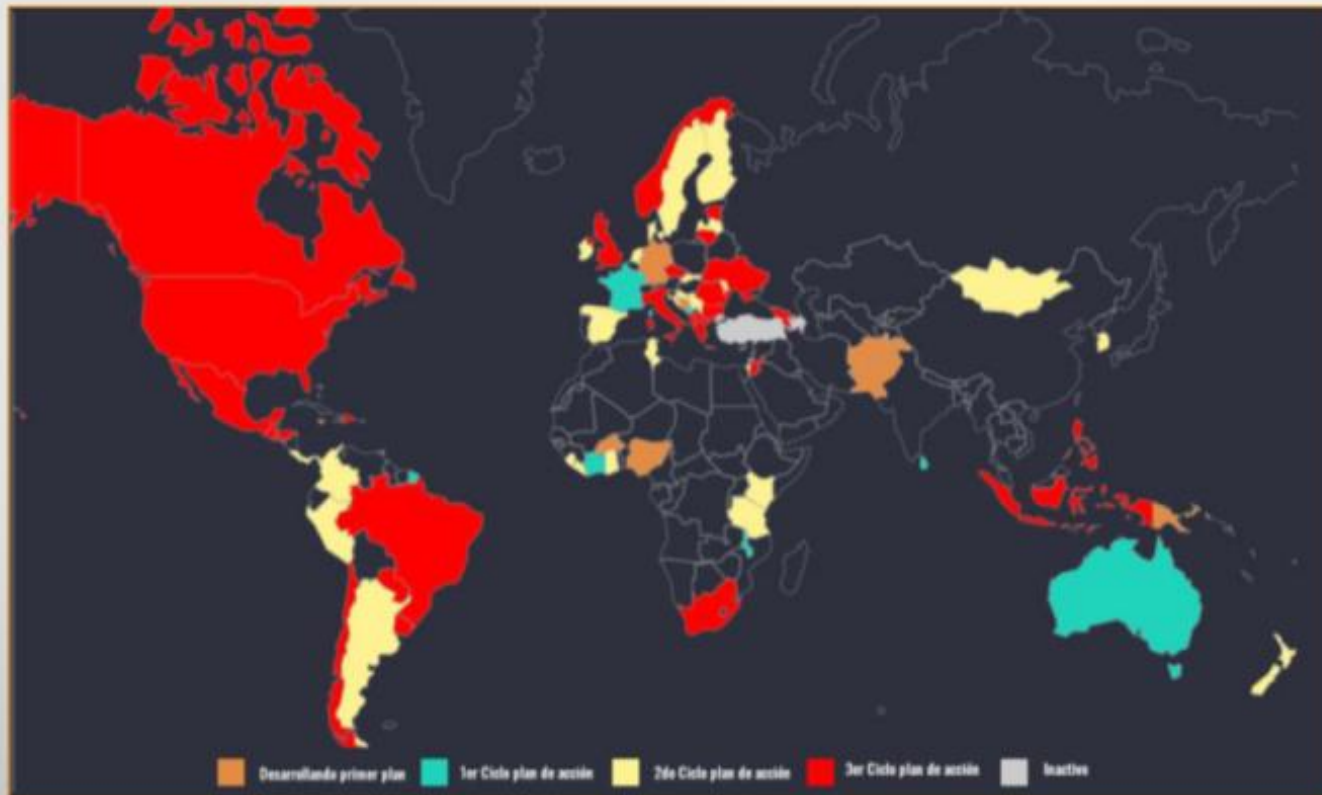 Desarrollando primer plan 1er Ciclo plan de acción 2do Ciclo plan de acción 3er Ciclo plan de acción Inactivo